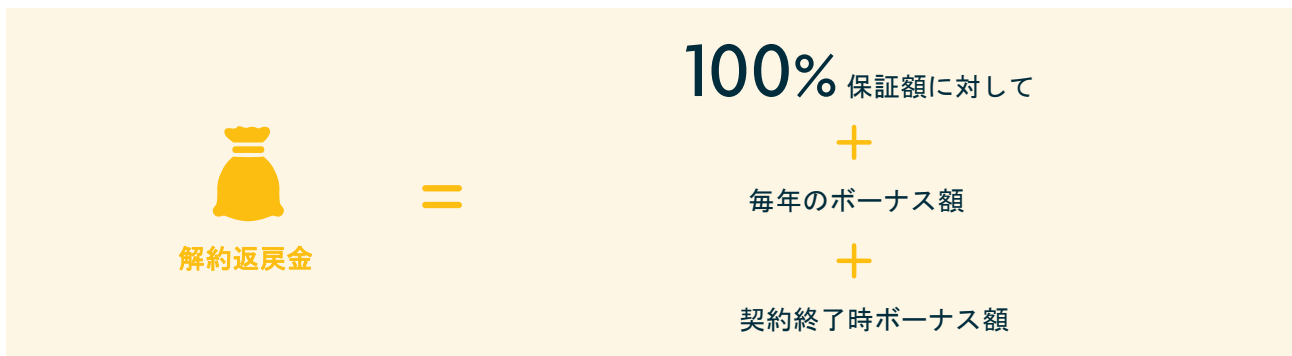 100% 保証額に対して
+
毎年のボーナス額
+
契約終了時ボーナス額
=
解約返戻金